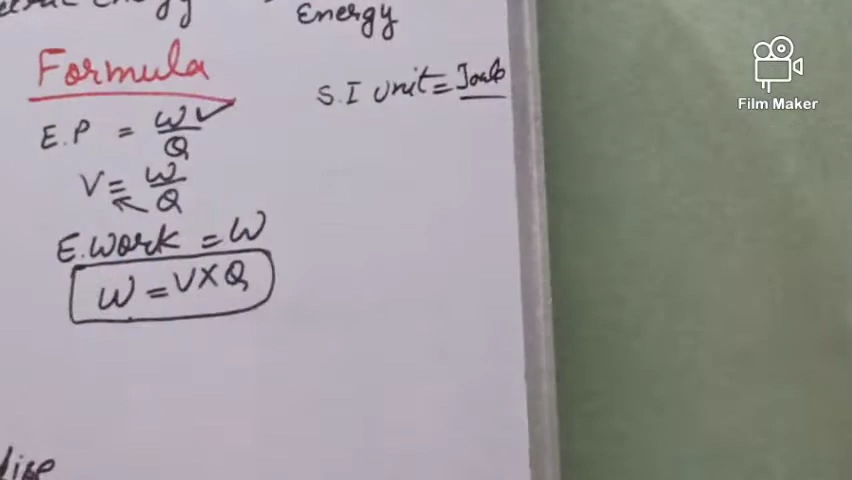 Energy
Formula
S.I Unit = Joule
E.P = W/Q
V = W/Q
E.Work = W
W = V x Q
Film Maker